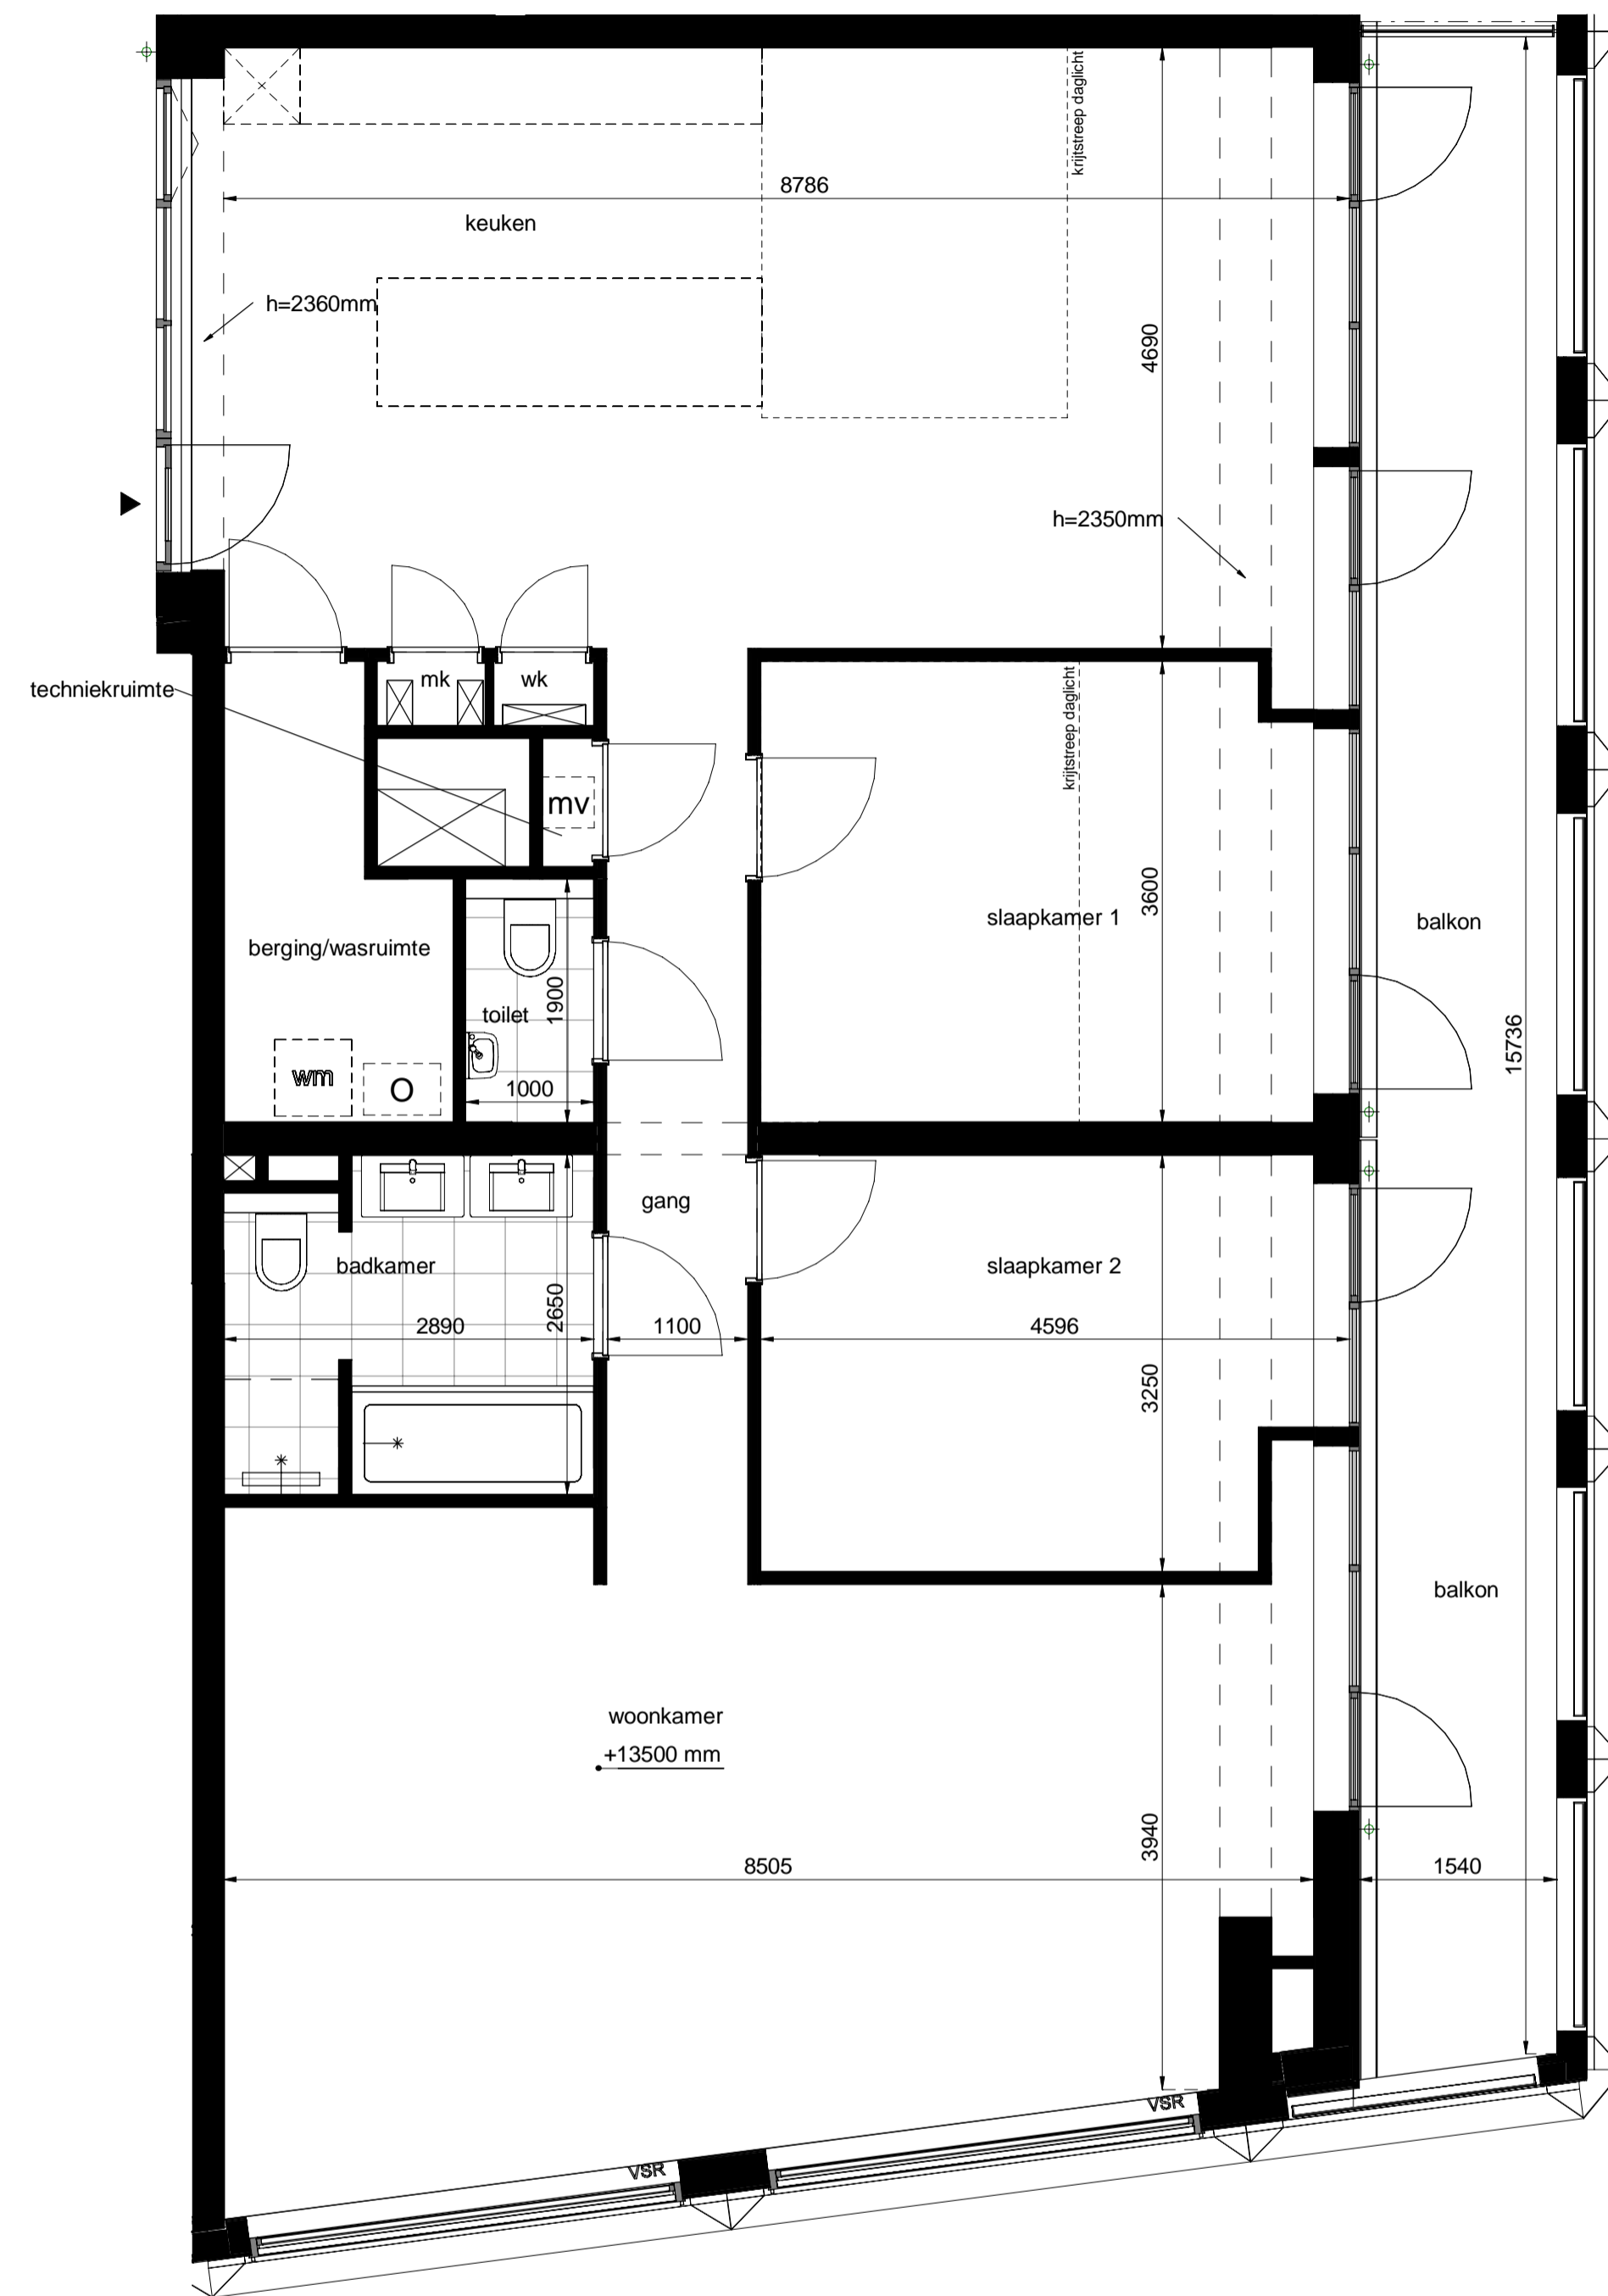 krijtstreep daglicht
8786
keuken
h=2360mm
4690
h=2350mm
techniekruimte
mk
wk
krijtstreep daglicht
mv
3600
slaapkamer 1
balkon
berging/wasruimte
1900
toilet
15736
wm
O
1000
gang
badkamer
slaapkamer 2
2650
2890
1100
4596
3250
balkon
woonkamer
+13500 mm
3940
8505
1540
VSR
VSR